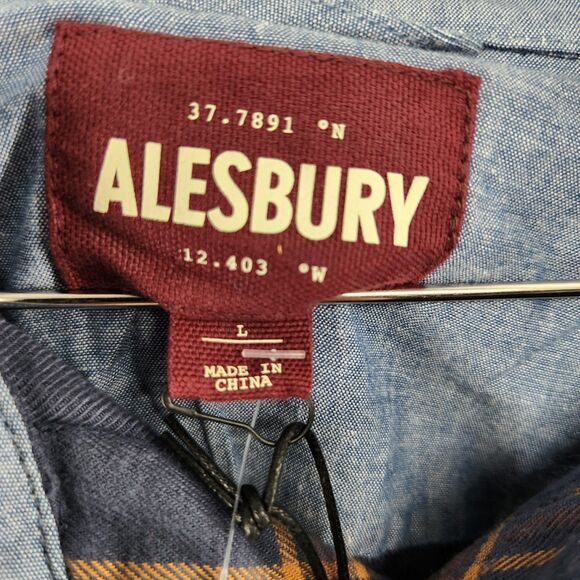 37.7891 °N
ALESBURY
12.403 °W
L
MADE IN
CHINA